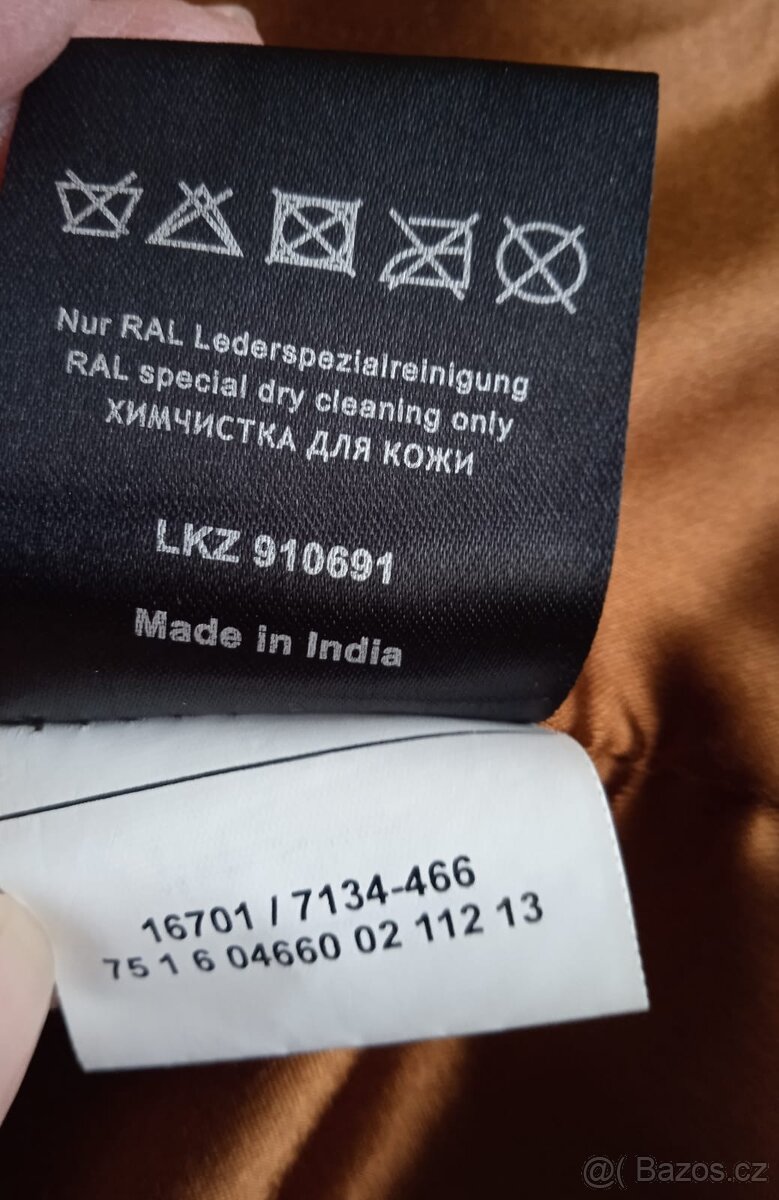 Nur RAL Lederspezialreinigung
RAL special dry cleaning only
ХИМЧИСТКА ДЛЯ КОЖИ
LKZ 910691
Made in India
16701 / 7134-466
75 1 6 04660 02 112 13
@( Bazos.cz